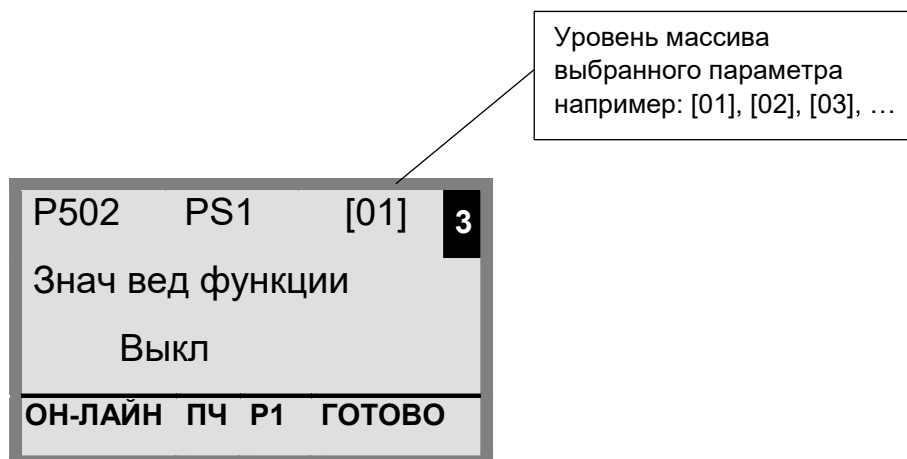 Уровень массива
выбранного параметра
например: [01], [02], [03], …
P502 PS1 [01] 3
Знач вед функции
Выкл
ОН-ЛАЙН ПЧ P1 ГОТОВО